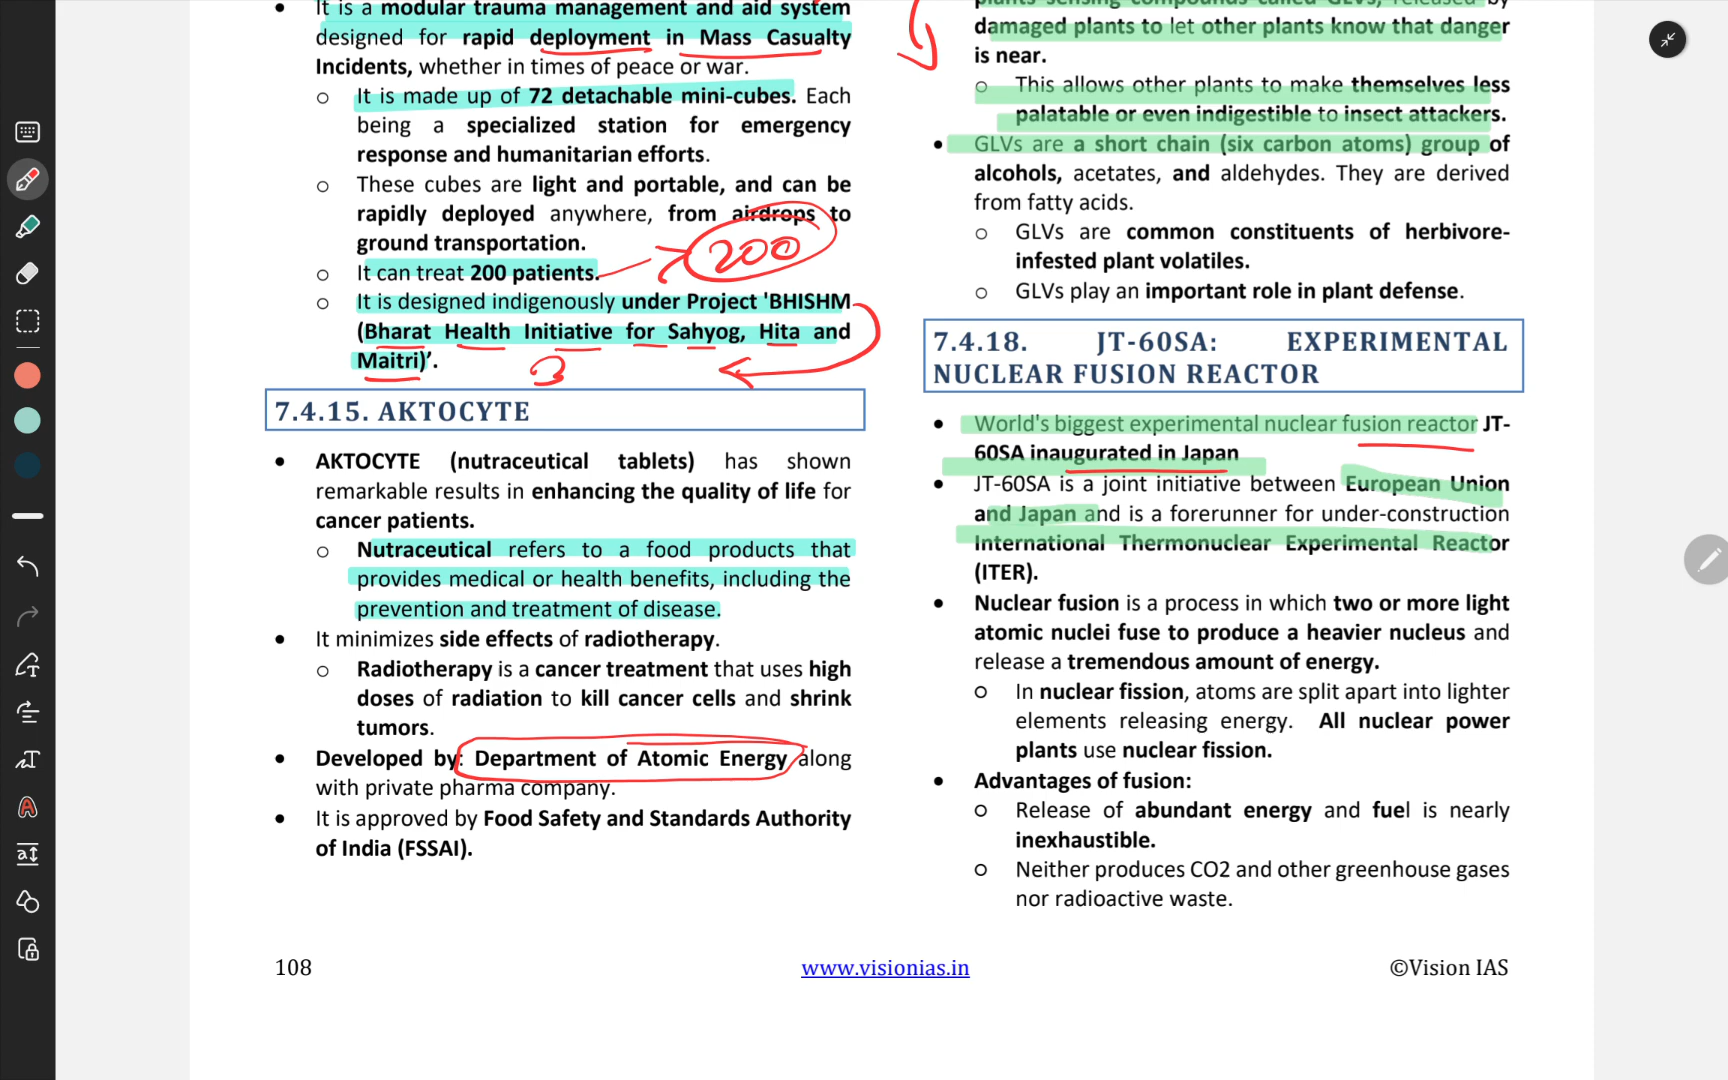 It is a modular trauma management and aid system
designed for rapid deployment in Mass Casualty
Incidents, whether in times of peace or war.
o It is made up of 72 detachable mini-cubes. Each
being a specialized station for emergency
response and humanitarian efforts.
o These cubes are light and portable, and can be
rapidly deployed anywhere, from airdrops to
ground transportation.
200
o It can treat 200 patients.
o It is designed indigenously under Project 'BHISHM
(Bharat Health Initiative for Sahyog, Hita and
Maitri)’.
7.4.15. AKTOCYTE
• AKTOCYTE (nutraceutical tablets) has shown
remarkable results in enhancing the quality of life for
cancer patients.
o Nutraceutical refers to a food products that
provides medical or health benefits, including the
prevention and treatment of disease.
• It minimizes side effects of radiotherapy.
o Radiotherapy is a cancer treatment that uses high
doses of radiation to kill cancer cells and shrink
tumors.
• Developed by: Department of Atomic Energy along
with private pharma company.
• It is approved by Food Safety and Standards Authority
of India (FSSAI).
plants sensing compounds called GLVs, released by
damaged plants to let other plants know that danger
is near.
o This allows other plants to make themselves less
palatable or even indigestible to insect attackers.
• GLVs are a short chain (six carbon atoms) group of
alcohols, acetates, and aldehydes. They are derived
from fatty acids.
o GLVs are common constituents of herbivore-
infested plant volatiles.
o GLVs play an important role in plant defense.
7.4.18. JT-60SA: EXPERIMENTAL
NUCLEAR FUSION REACTOR
• World's biggest experimental nuclear fusion reactor JT-
60SA inaugurated in Japan
• JT-60SA is a joint initiative between European Union
and Japan and is a forerunner for under-construction
International Thermonuclear Experimental Reactor
(ITER).
• Nuclear fusion is a process in which two or more light
atomic nuclei fuse to produce a heavier nucleus and
release a tremendous amount of energy.
o In nuclear fission, atoms are split apart into lighter
elements releasing energy. All nuclear power
plants use nuclear fission.
• Advantages of fusion:
o Release of abundant energy and fuel is nearly
inexhaustible.
o Neither produces CO2 and other greenhouse gases
nor radioactive waste.
108
www.visionias.in
©Vision IAS